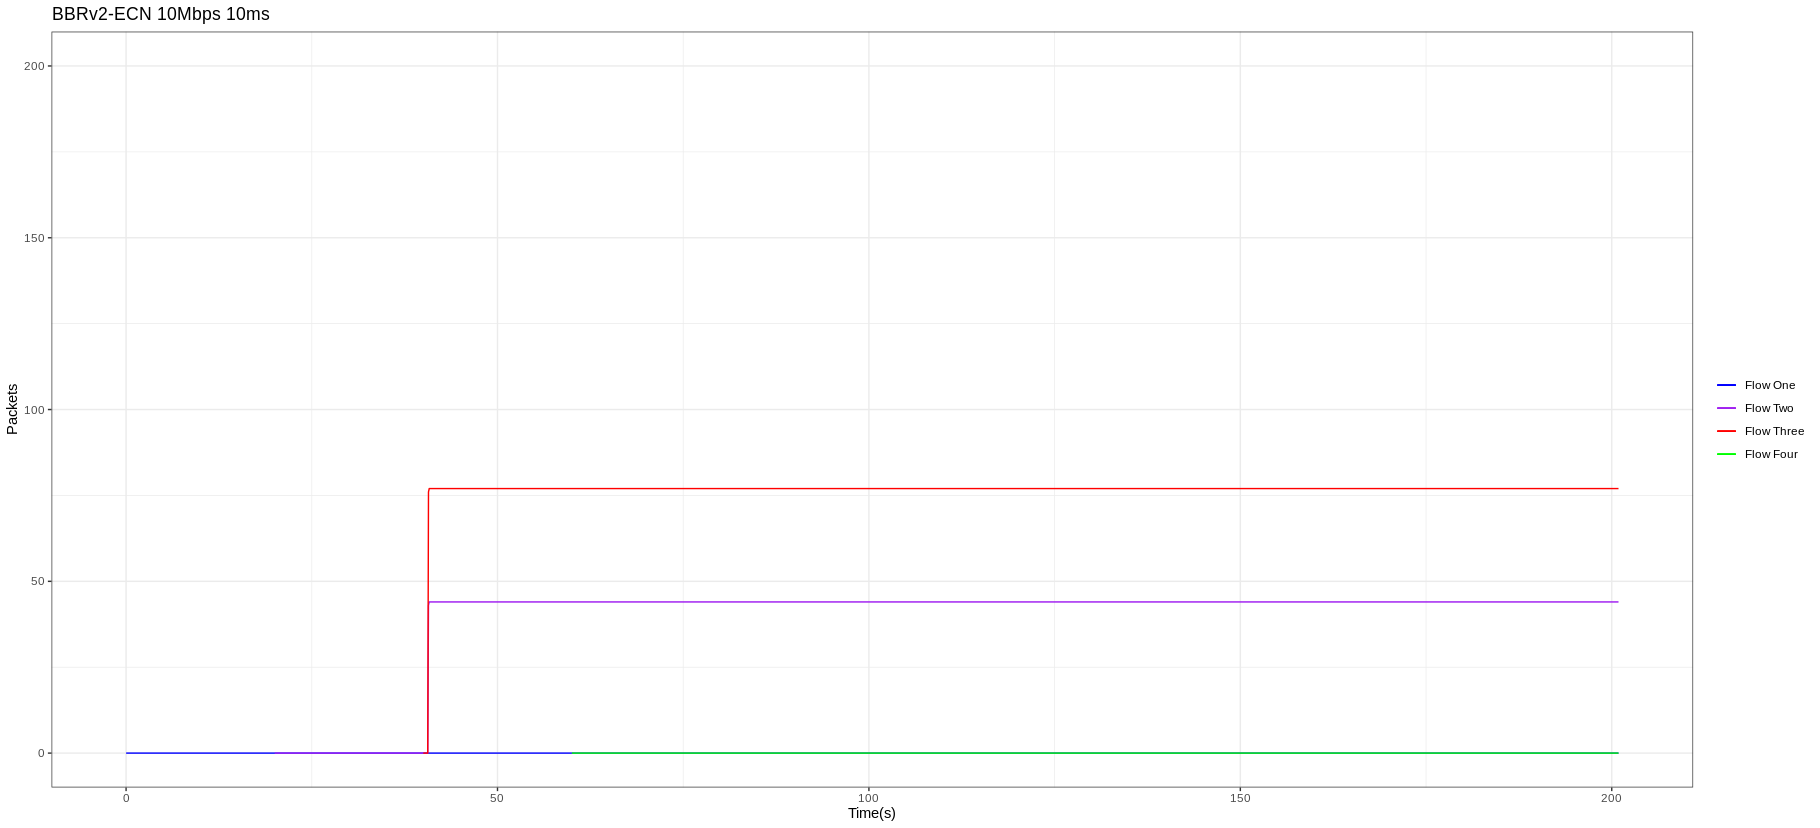 BBRv2-ECN 10Mbps 10ms
200
150
100
50
0
Packets
0 50 100 150 200
Time(s)
Flow One
Flow Two
Flow Three
Flow Four